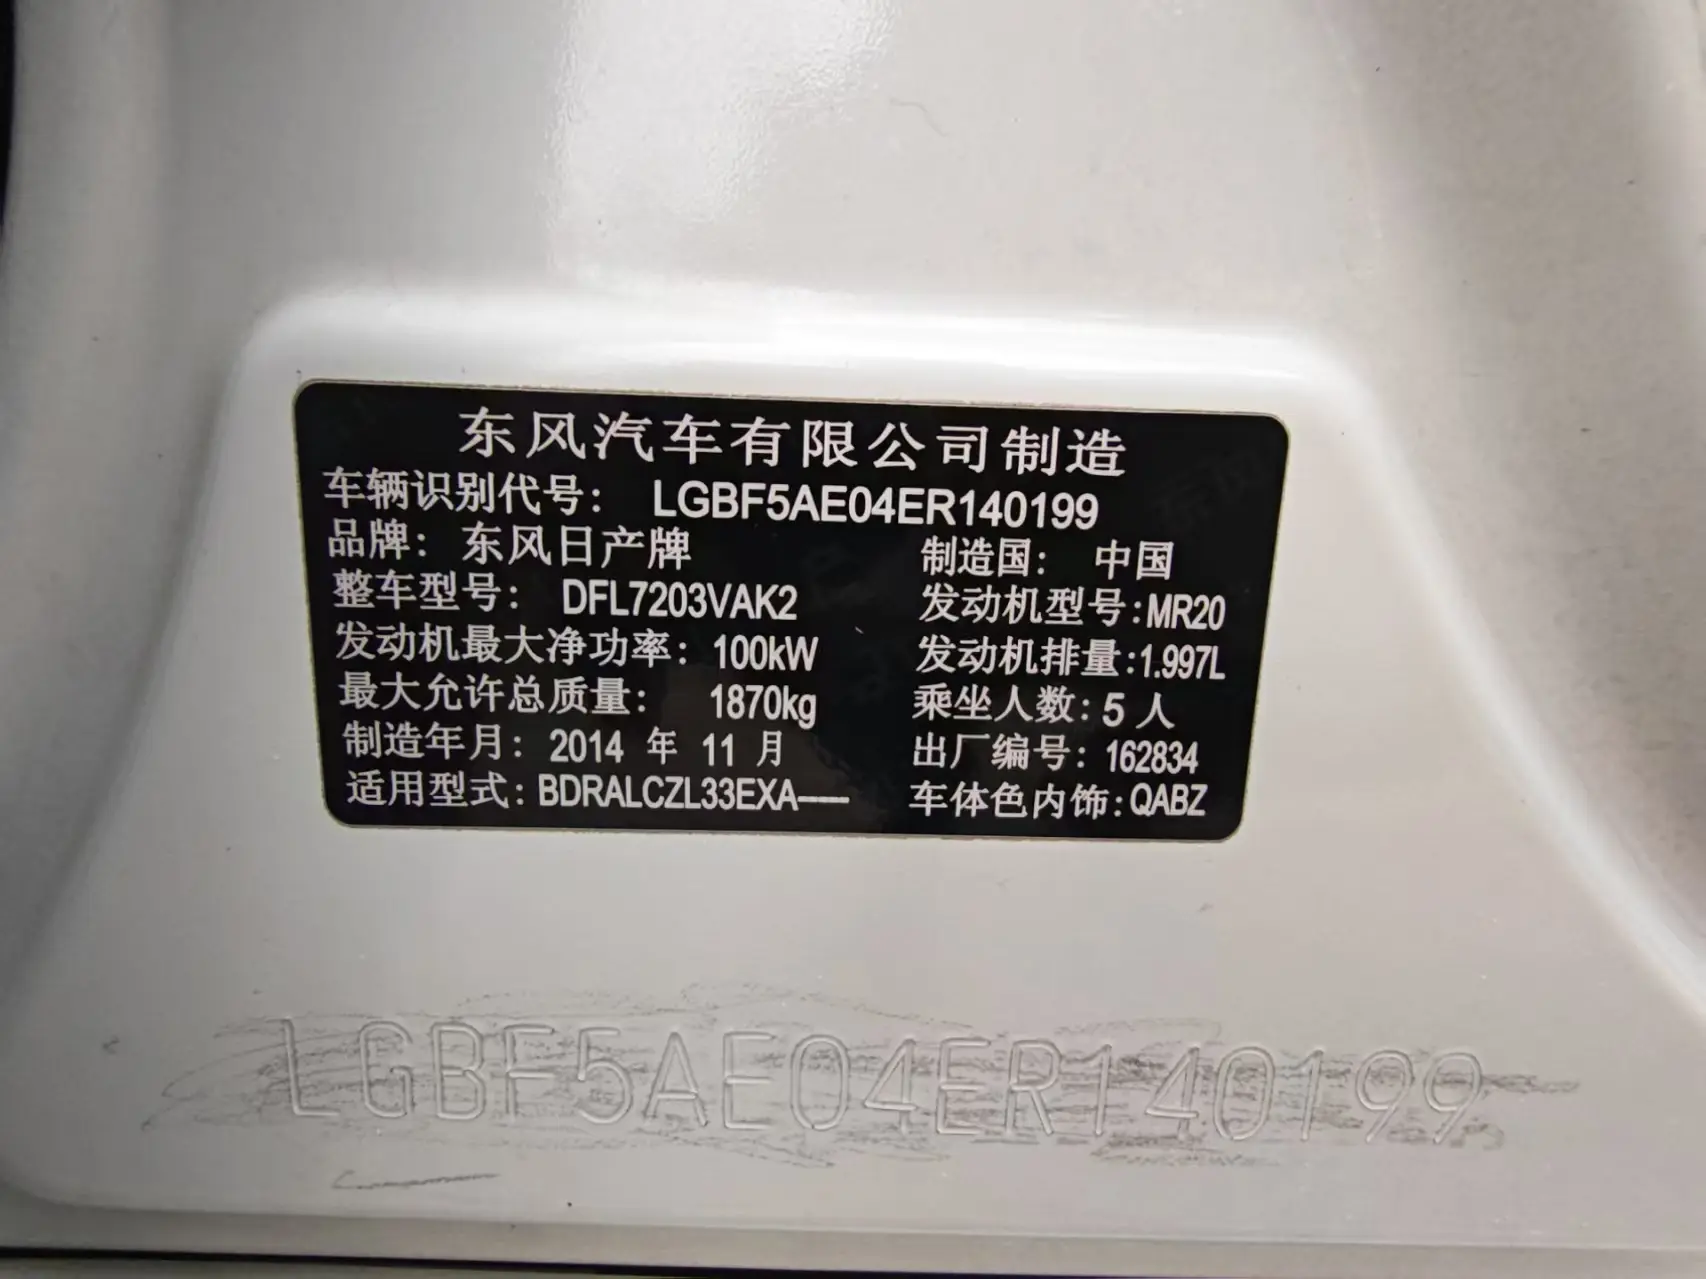 东风汽车有限公司制造
车辆识别代号： LGBF5AE04ER140199
品牌： 东风日产牌 制造国： 中国
整车型号： DFL7203VAK2 发动机型号:MR20
发动机最大净功率： 100kW 发动机排量:1.997L
最大允许总质量： 1870kg 乘坐人数: 5 人
制造年月： 2014 年 11 月 出厂编号: 162834
适用型式: BDRALCZL33EXA----- 车体色内饰:QABZ
LGBF5AE04ER140199